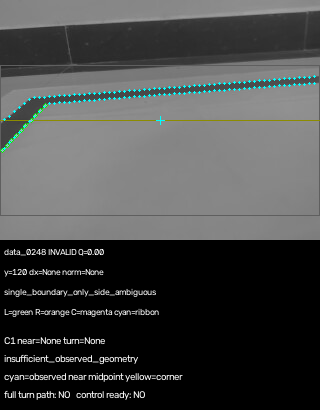 data_0248 INVALID Q=0.00
y=120 dx=None norm=None
single_boundary_only_side_ambiguous
L=green R=orange C=magenta cyan=ribbon
C1 near=None turn=None
insufficient_observed_geometry
cyan=observed near midpoint yellow=corner
full turn path: NO control ready: NO